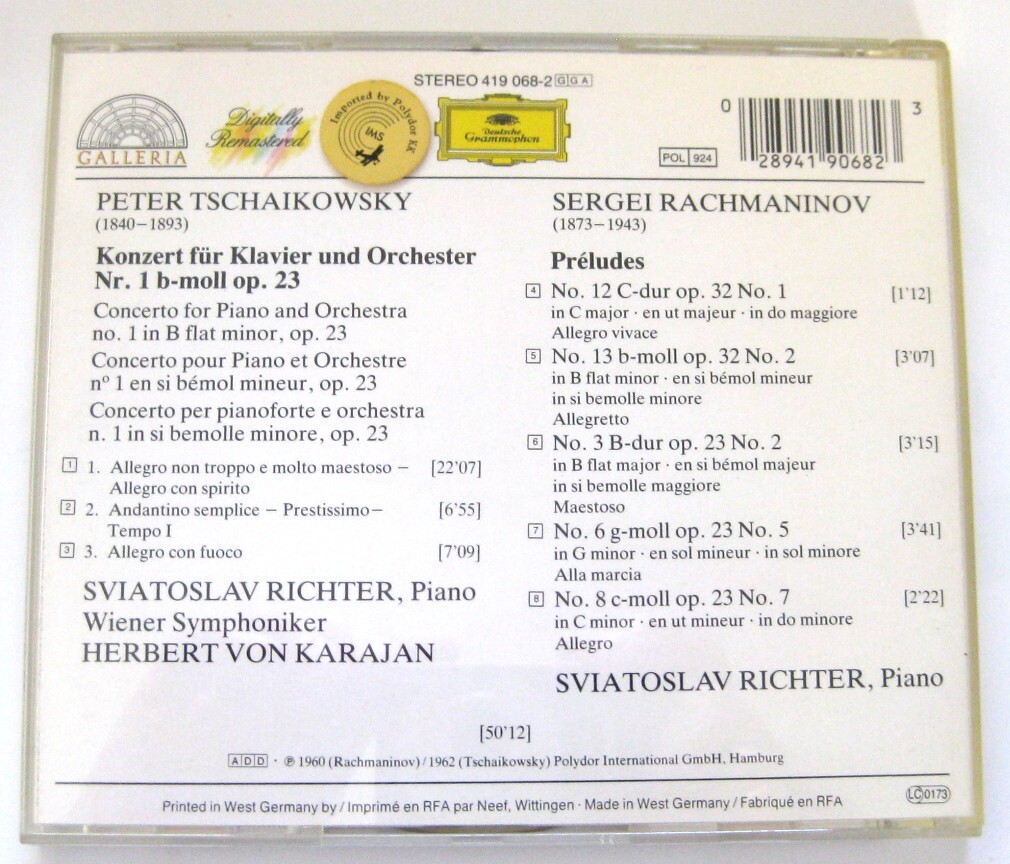 STEREO 419 068-2 GGA
GALLERIA
Digitally
Remastered
Imported by Polydor KK
IMS
Deutsche
Grammophon
POL 924
0 28941 90682 3
PETER TSCHAIKOWSKY
(1840–1893)
Konzert für Klavier und Orchester
Nr. 1 b-moll op. 23
Concerto for Piano and Orchestra
no. 1 in B flat minor, op. 23
Concerto pour Piano et Orchestre
nº 1 en si bémol mineur, op. 23
Concerto per pianoforte e orchestra
n. 1 in si bemolle minore, op. 23
1 1. Allegro non troppo e molto maestoso – [22'07]
Allegro con spirito
2 2. Andantino semplice – Prestissimo– [6'55]
Tempo I
3 3. Allegro con fuoco [7'09]
SVIATOSLAV RICHTER, Piano
Wiener Symphoniker
HERBERT VON KARAJAN
SERGEI RACHMANINOV
(1873–1943)
Préludes
4 No. 12 C-dur op. 32 No. 1 [1'12]
in C major · en ut majeur · in do maggiore
Allegro vivace
5 No. 13 b-moll op. 32 No. 2 [3'07]
in B flat minor · en si bémol mineur
in si bemolle minore
Allegretto
6 No. 3 B-dur op. 23 No. 2 [3'15]
in B flat major · en si bémol majeur
in si bemolle maggiore
Maestoso
7 No. 6 g-moll op. 23 No. 5 [3'41]
in G minor · en sol mineur · in sol minore
Alla marcia
8 No. 8 c-moll op. 23 No. 7 [2'22]
in C minor · en ut mineur · in do minore
Allegro
SVIATOSLAV RICHTER, Piano
[50'12]
ADD · ℗ 1960 (Rachmaninov) / 1962 (Tschaikowsky) Polydor International GmbH, Hamburg
Printed in West Germany by / Imprimé en RFA par Neef, Wittingen · Made in West Germany / Fabriqué en RFA
LC 0173